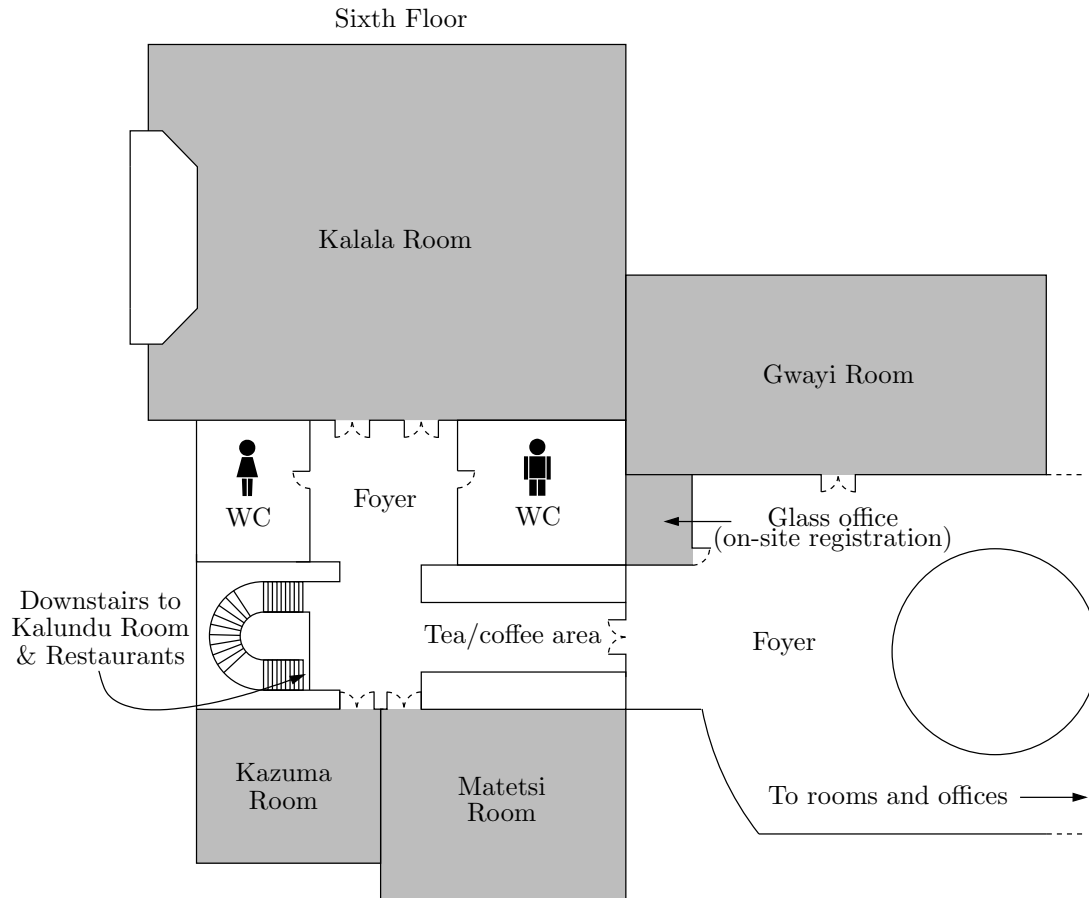 Sixth Floor
Kalala Room
Gwayi Room
WC
Foyer
WC
Glass office
(on-site registration)
Downstairs to
Kalundu Room
& Restaurants
Tea/coffee area
Foyer
Kazuma
Room
Matetsi
Room
To rooms and offices